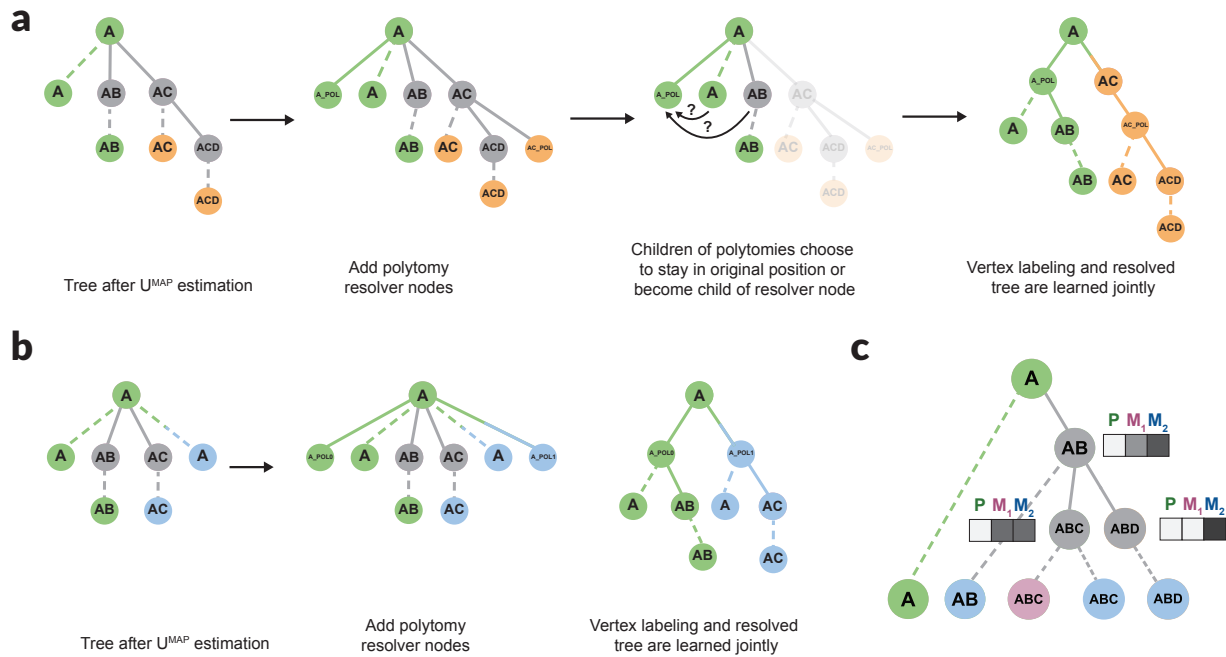 a
A
A
AB
AC
AB
AC
ACD
ACD
Tree after U^MAP estimation
A
A_POL
A
AB
AC
AB
AC
ACD
AC_POL
ACD
Add polytomy
resolver nodes
A
A_POL
A
AB
AC
?
?
AB
AC
ACD
AC_POL
ACD
Children of polytomies choose
to stay in original position or
become child of resolver node
A
A_POL
AC
A
AB
AC_POL
AB
AC
ACD
ACD
Vertex labeling and resolved
tree are learned jointly
b
A
A
AB
AC
A
AB
AC
Tree after U^MAP estimation
A
A_POL0
A
AB
AC
A
A_POL1
AB
AC
Add polytomy
resolver nodes
A
A_POL0
A_POL1
A
AB
A
AC
AB
AC
Vertex labeling and resolved
tree are learned jointly
c
A
P M₁ M₂
AB
P M₁ M₂
ABC
ABD
P M₁ M₂
A
AB
ABC
ABC
ABD